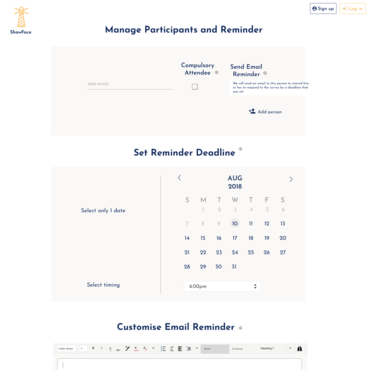 Sign up
Log in
ShowFace
Manage Participants and Reminder
Compulsory
Attendee
Send Email
Reminder
Add email
We will send an email to the person to remind him
or her to respond to the survey by a deadline that
you set
Add person
Set Reminder Deadline
AUG
2018
S M T W T F S
1 2 3 4 5 6
7 8 9 10 11 12 13
14 15 16 17 18 19 20
21 22 23 24 25 26 27
28 29 30 31
Select only 1 date
Select timing
6:00pm
Customise Email Reminder
Heading 1